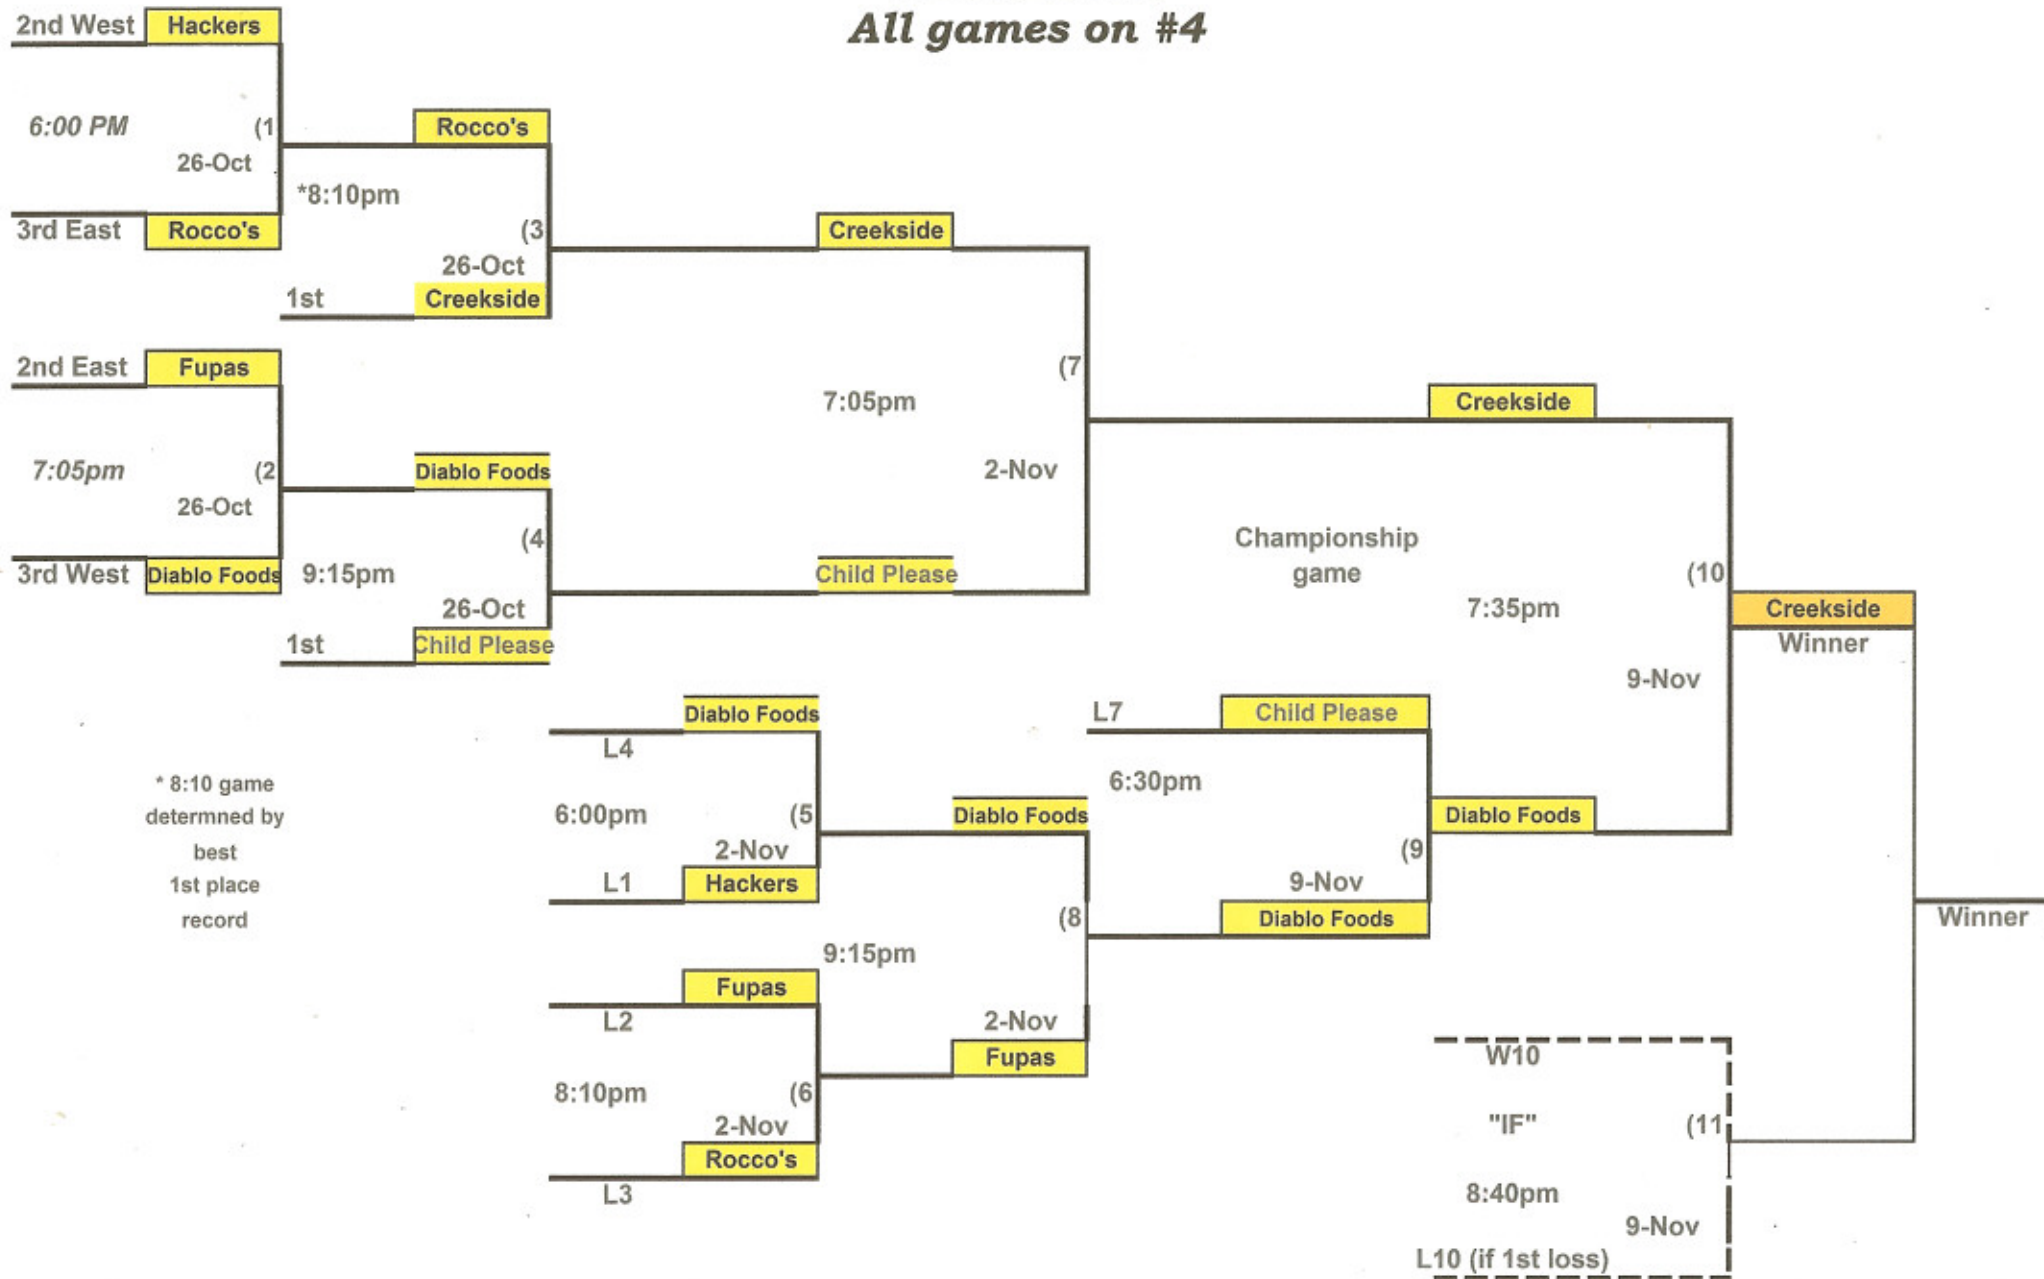 All games on #4
2nd West Hackers
6:00 PM (1
26-Oct
3rd East Rocco's
Rocco's
*8:10pm
(3
26-Oct
1st Creekside
2nd East Fupas
7:05pm (2
26-Oct
3rd West Diablo Foods
Diablo Foods
(4
9:15pm
26-Oct
1st Child Please
Creekside
(7
7:05pm
2-Nov
Child Please
Creekside
Championship
game
(10
7:35pm
9-Nov
Creekside
Winner
* 8:10 game
determned by
best
1st place
record
Diablo Foods
L4
6:00pm (5
2-Nov
L1 Hackers
Fupas
L2
8:10pm (6
2-Nov
Rocco's
L3
Diablo Foods
(8
9:15pm
2-Nov
Fupas
L7 Child Please
6:30pm
(9
9-Nov
Diablo Foods
Diablo Foods
Winner
W10
"IF" (11
8:40pm
9-Nov
L10 (if 1st loss)